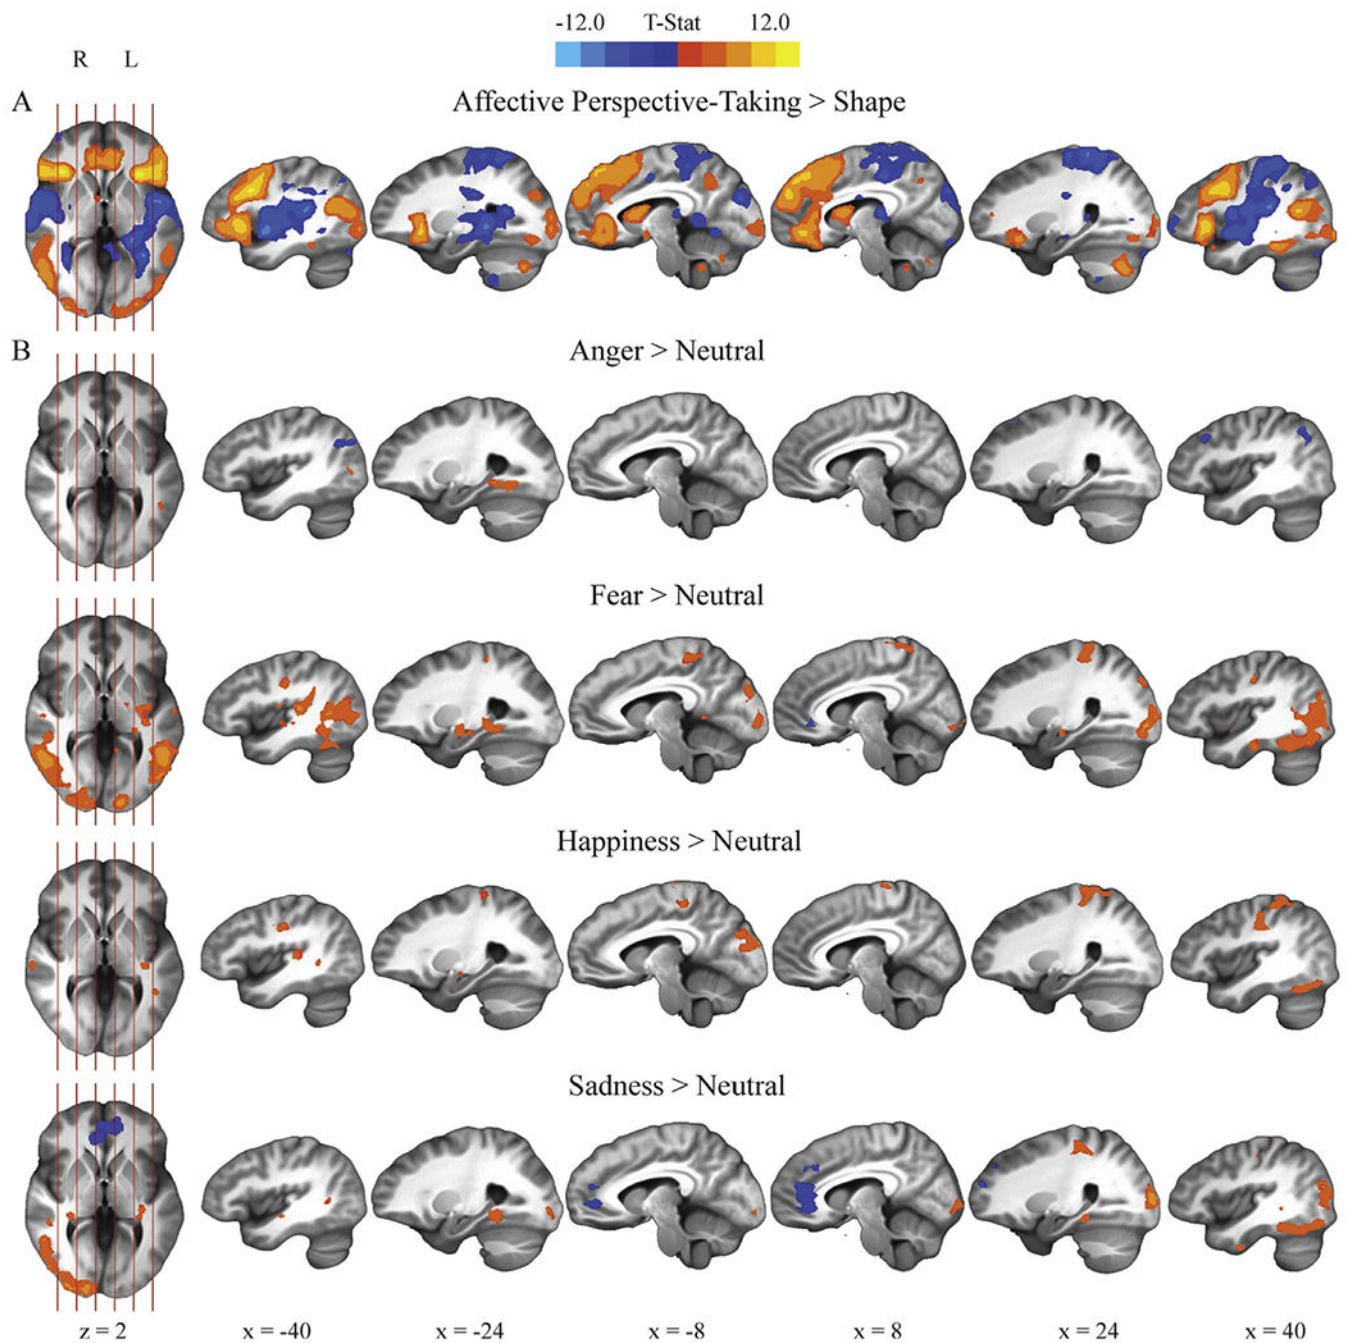 -12.0 T-Stat 12.0
R L
A Affective Perspective-Taking > Shape
B Anger > Neutral
Fear > Neutral
Happiness > Neutral
Sadness > Neutral
z = 2 x = -40 x = -24 x = -8 x = 8 x = 24 x = 40